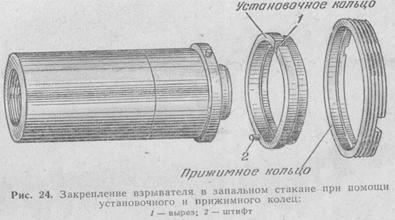 Установочное кольцо
1
2
Прижимное кольцо
Рис. 24. Закрепление взрывателя в запальном стакане при помощи
установочного и прижимного колец:
1 — вырез; 2 — штифт